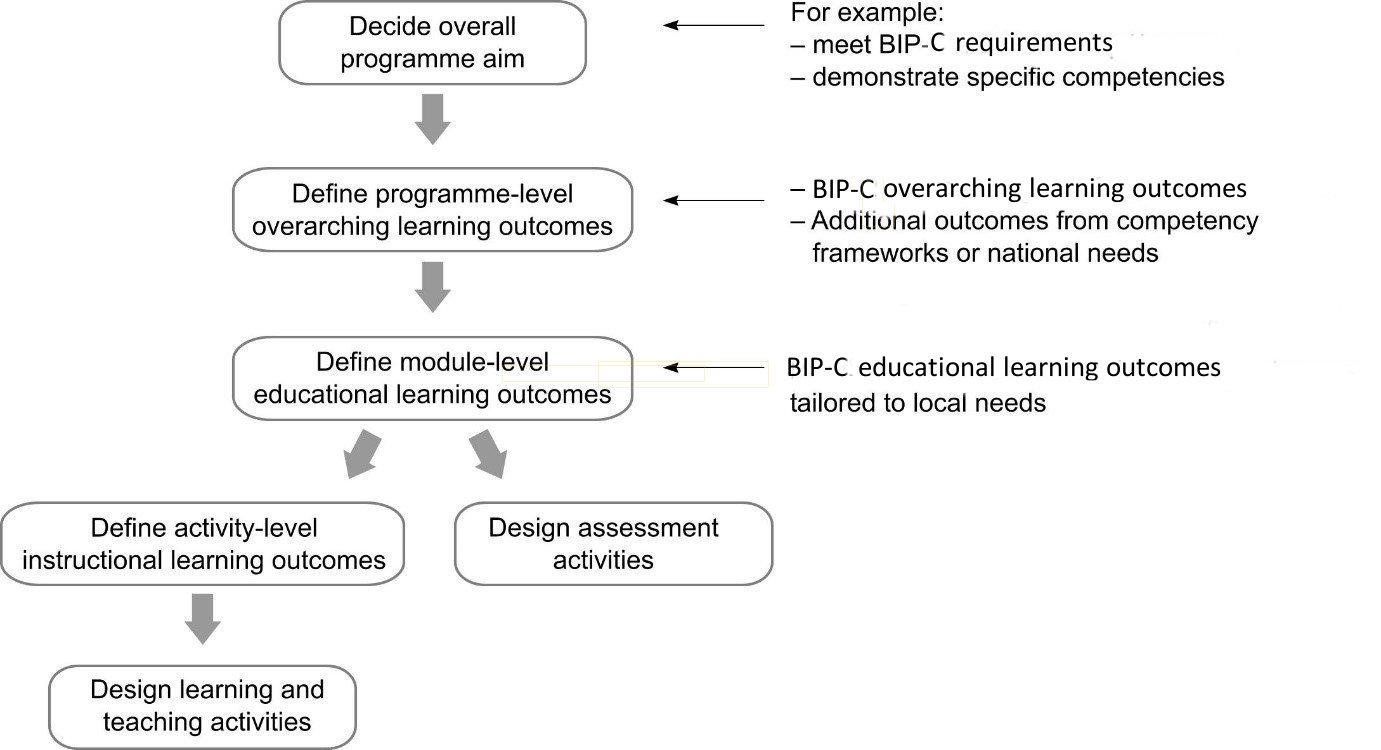 Decide overall
programme aim
For example:
– meet BIP-C requirements
– demonstrate specific competencies
Define programme-level
overarching learning outcomes
– BIP-C overarching learning outcomes
– Additional outcomes from competency
frameworks or national needs
Define module-level
educational learning outcomes
BIP-C educational learning outcomes
tailored to local needs
Define activity-level
instructional learning outcomes
Design assessment
activities
Design learning and
teaching activities